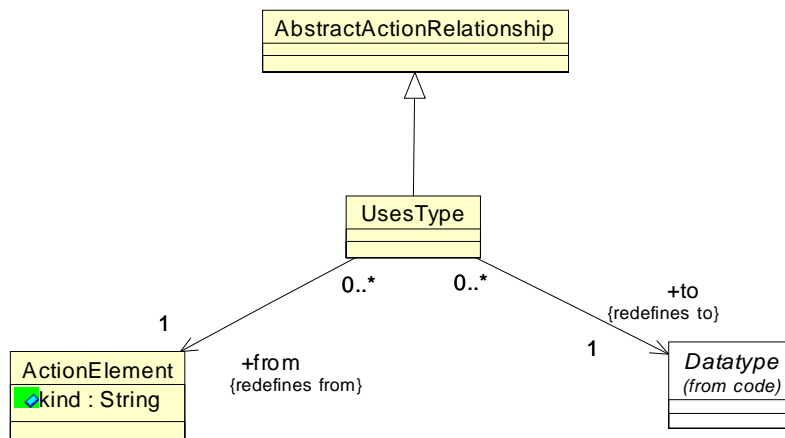 AbstractActionRelationship
UsesType
0..*
0..*
+to
{redefines to}
1
1
+from
{redefines from}
ActionElement
kind : String
Datatype
(from code)